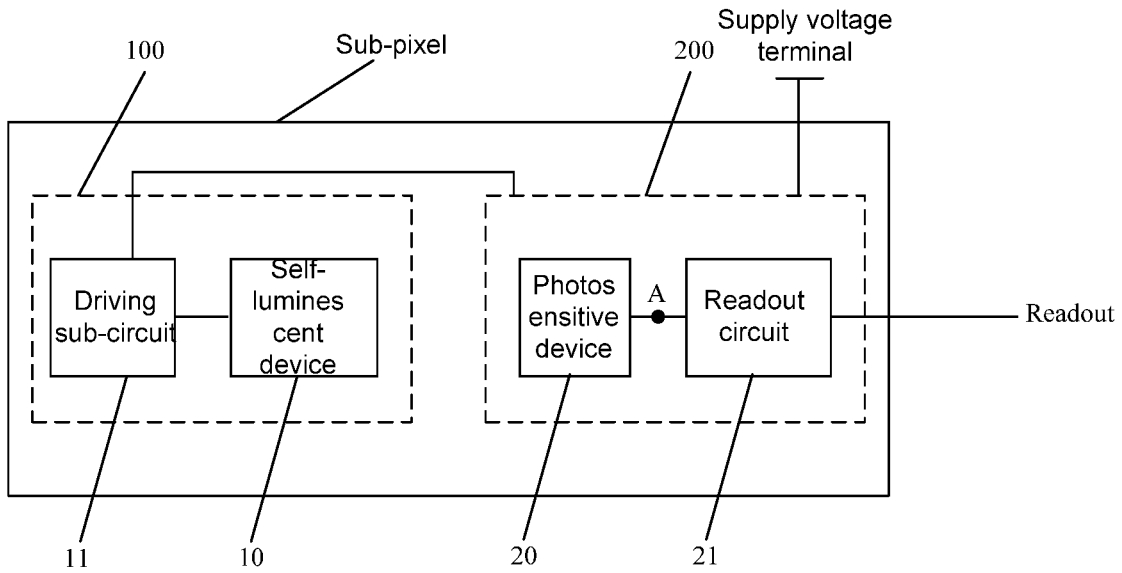 Supply voltage
terminal
100
Sub-pixel
200
Driving
sub-circuit
Self-
lumines
cent
device
Photos
ensitive
device
A
Readout
circuit
Readout
11
10
20
21